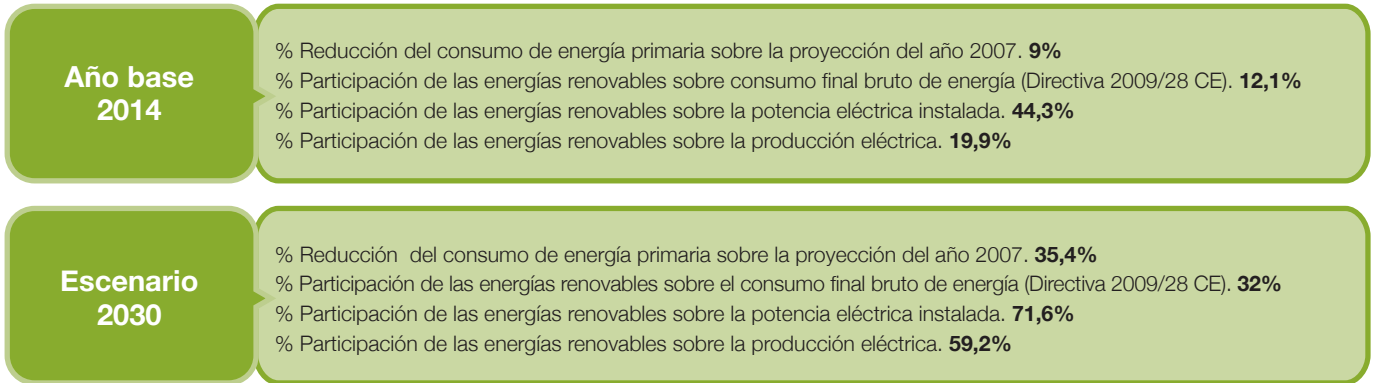 Año base
2014
% Reducción del consumo de energía primaria sobre la proyección del año 2007. 9%
% Participación de las energías renovables sobre consumo final bruto de energía (Directiva 2009/28 CE). 12,1%
% Participación de las energías renovables sobre la potencia eléctrica instalada. 44,3%
% Participación de las energías renovables sobre la producción eléctrica. 19,9%
Escenario
2030
% Reducción del consumo de energía primaria sobre la proyección del año 2007. 35,4%
% Participación de las energías renovables sobre el consumo final bruto de energía (Directiva 2009/28 CE). 32%
% Participación de las energías renovables sobre la potencia eléctrica instalada. 71,6%
% Participación de las energías renovables sobre la producción eléctrica. 59,2%